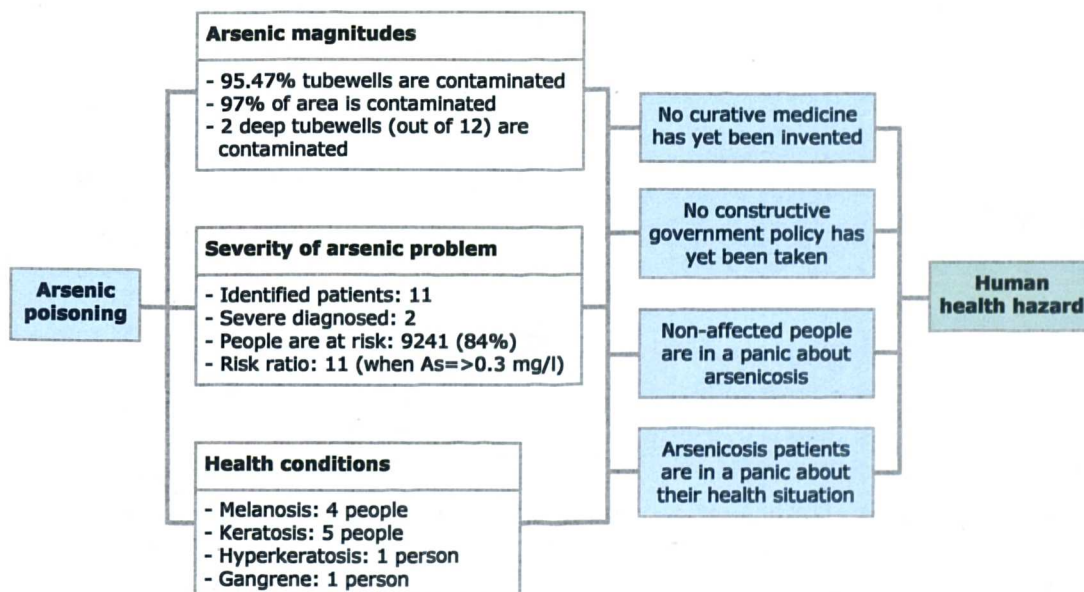 Arsenic
poisoning
Arsenic magnitudes
- 95.47% tubewells are contaminated
- 97% of area is contaminated
- 2 deep tubewells (out of 12) are
contaminated
Severity of arsenic problem
- Identified patients: 11
- Severe diagnosed: 2
- People are at risk: 9241 (84%)
- Risk ratio: 11 (when As=>0.3 mg/l)
Health conditions
- Melanosis: 4 people
- Keratosis: 5 people
- Hyperkeratosis: 1 person
- Gangrene: 1 person
No curative medicine
has yet been invented
No constructive
government policy has
yet been taken
Non-affected people
are in a panic about
arsenicosis
Arsenicosis patients
are in a panic about
their health situation
Human
health hazard